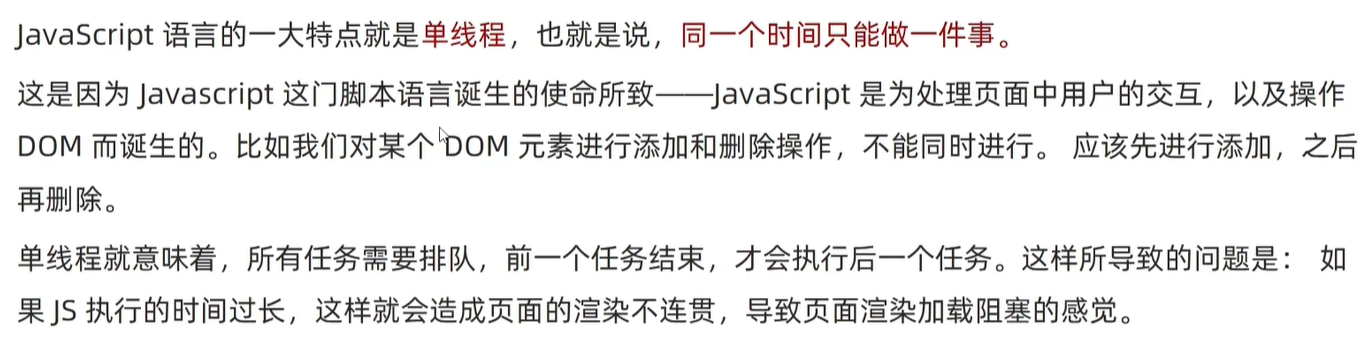 JavaScript 语言的一大特点就是单线程，也就是说，同一个时间只能做一件事。
这是因为 Javascript 这门脚本语言诞生的使命所致——JavaScript 是为处理页面中用户的交互，以及操作
DOM 而诞生的。比如我们对某个 DOM 元素进行添加和删除操作，不能同时进行。 应该先进行添加，之后
再删除。
单线程就意味着，所有任务需要排队，前一个任务结束，才会执行后一个任务。这样所导致的问题是： 如
果 JS 执行的时间过长，这样就会造成页面的渲染不连贯，导致页面渲染加载阻塞的感觉。